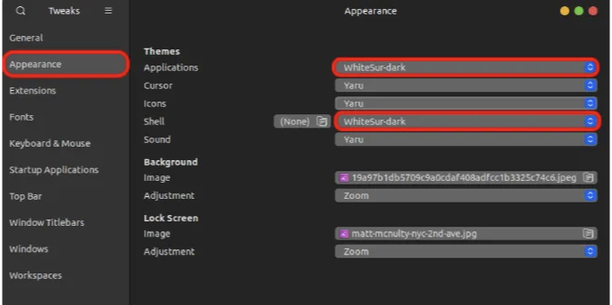 Tweaks
Appearance
General
Appearance
Extensions
Fonts
Keyboard & Mouse
Startup Applications
Top Bar
Window Titlebars
Windows
Workspaces
Themes
Applications WhiteSur-dark
Cursor Yaru
Icons Yaru
Shell (None) WhiteSur-dark
Sound Yaru
Background
Image 19a97b1db5709c9a0cdaf408adfcc1b3325c74c6.jpeg
Adjustment Zoom
Lock Screen
Image matt-mcnulty-nyc-2nd-ave.jpg
Adjustment Zoom